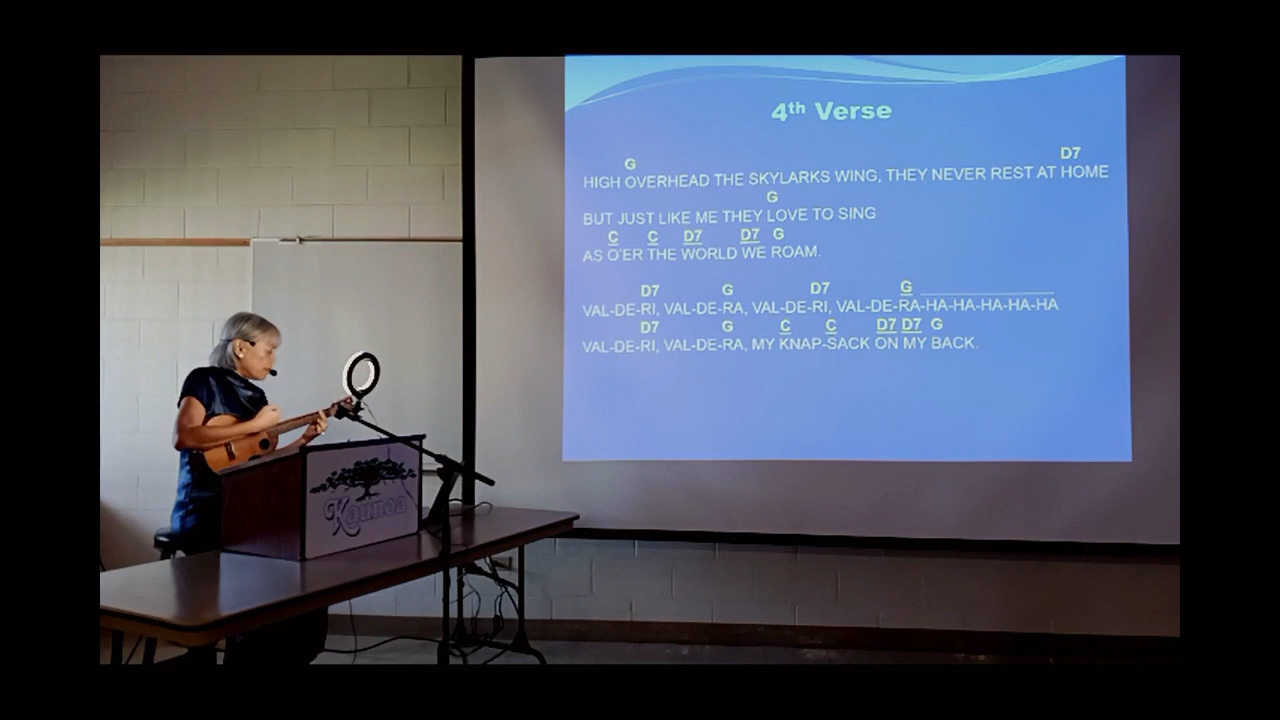 4th Verse
G D7
HIGH OVERHEAD THE SKYLARKS WING, THEY NEVER REST AT HOME
G
BUT JUST LIKE ME THEY LOVE TO SING
C C D7 D7 G
AS O'ER THE WORLD WE ROAM.
D7 G D7 G
VAL-DE-RI, VAL-DE-RA, VAL-DE-RI, VAL-DE-RA-HA-HA-HA-HA-HA
D7 G C C D7 D7 G
VAL-DE-RI, VAL-DE-RA, MY KNAP-SACK ON MY BACK.
Kaunoa